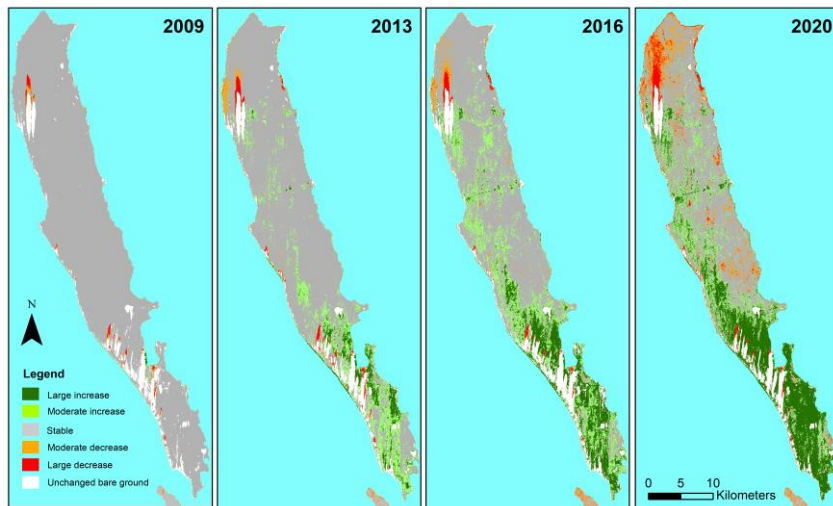 2009
2013
2016
2020
N
Legend
Large increase
Moderate increase
Stable
Moderate decrease
Large decrease
Unchanged bare ground
0 5 10
Kilometers